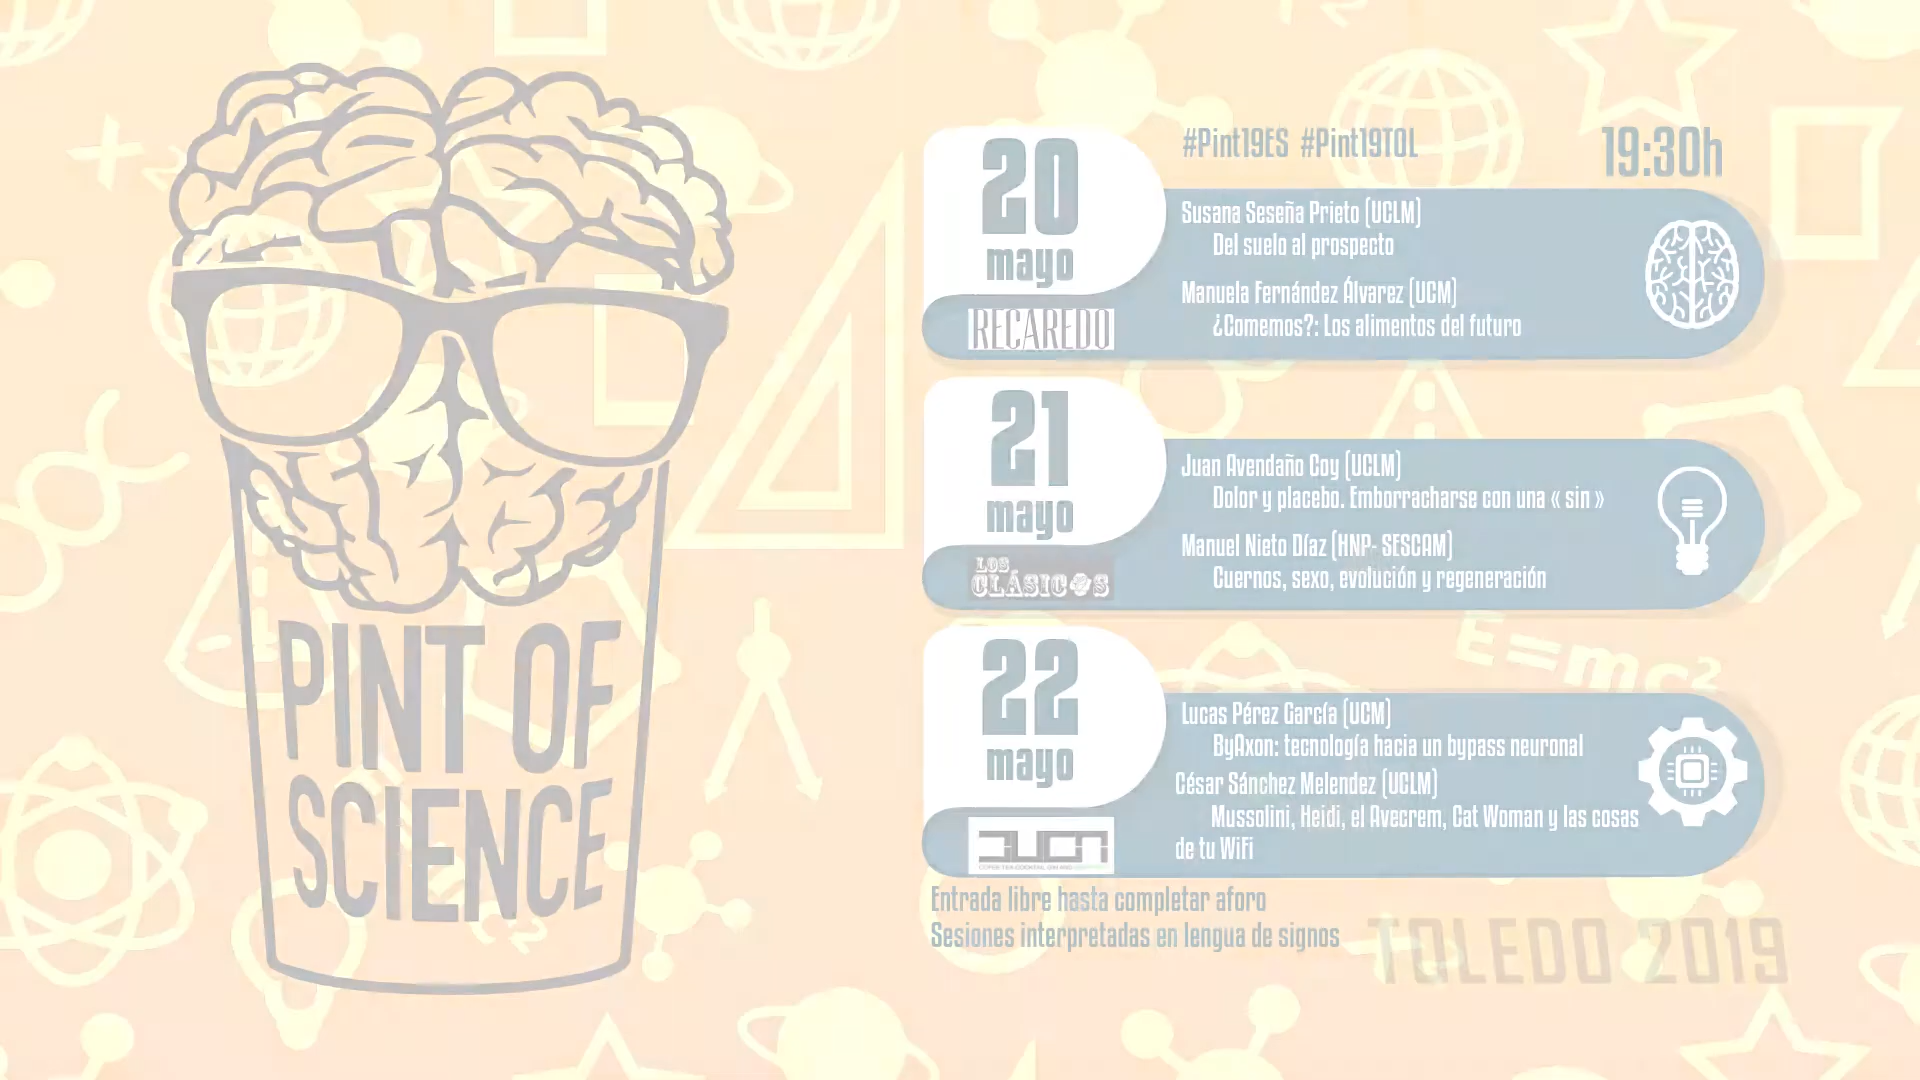 PINT OF
SCIENCE
#Pint19ES #Pint19TOL
19:30h
20
mayo
RECAREDO
Susana Seseña Prieto (UCLM)
Del suelo al prospecto
Manuela Fernández Álvarez (UCM)
¿Comemos?: Los alimentos del futuro
21
mayo
LOS
CLÁSICOS
Juan Avendaño Coy (UCLM)
Dolor y placebo. Emborracharse con una « sin »
Manuel Nieto Díaz (HNP- SESCAM)
Cuernos, sexo, evolución y regeneración
E=mc²
22
mayo
Lucas Pérez García (UCM)
ByAxon: tecnología hacia un bypass neuronal
César Sánchez Melendez (UCLM)
Mussolini, Heidi, el Avecrem, Cat Woman y las cosas
de tu WiFi
Entrada libre hasta completar aforo
Sesiones interpretadas en lengua de signos
TOLEDO 2019